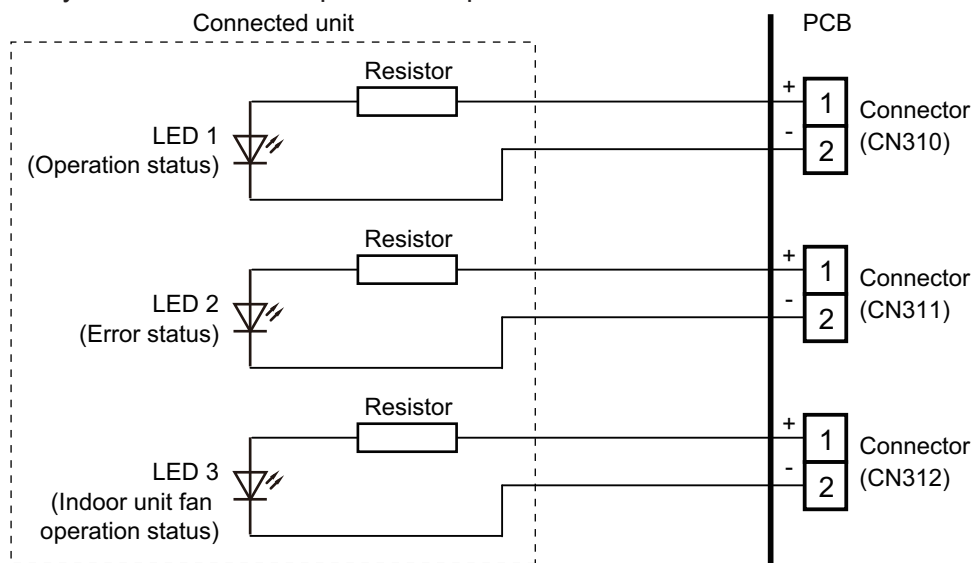 Connected unit
PCB
Resistor
LED 1
(Operation status)
+
-
1
2
Connector
(CN310)
Resistor
LED 2
(Error status)
+
-
1
2
Connector
(CN311)
Resistor
LED 3
(Indoor unit fan
operation status)
+
-
1
2
Connector
(CN312)